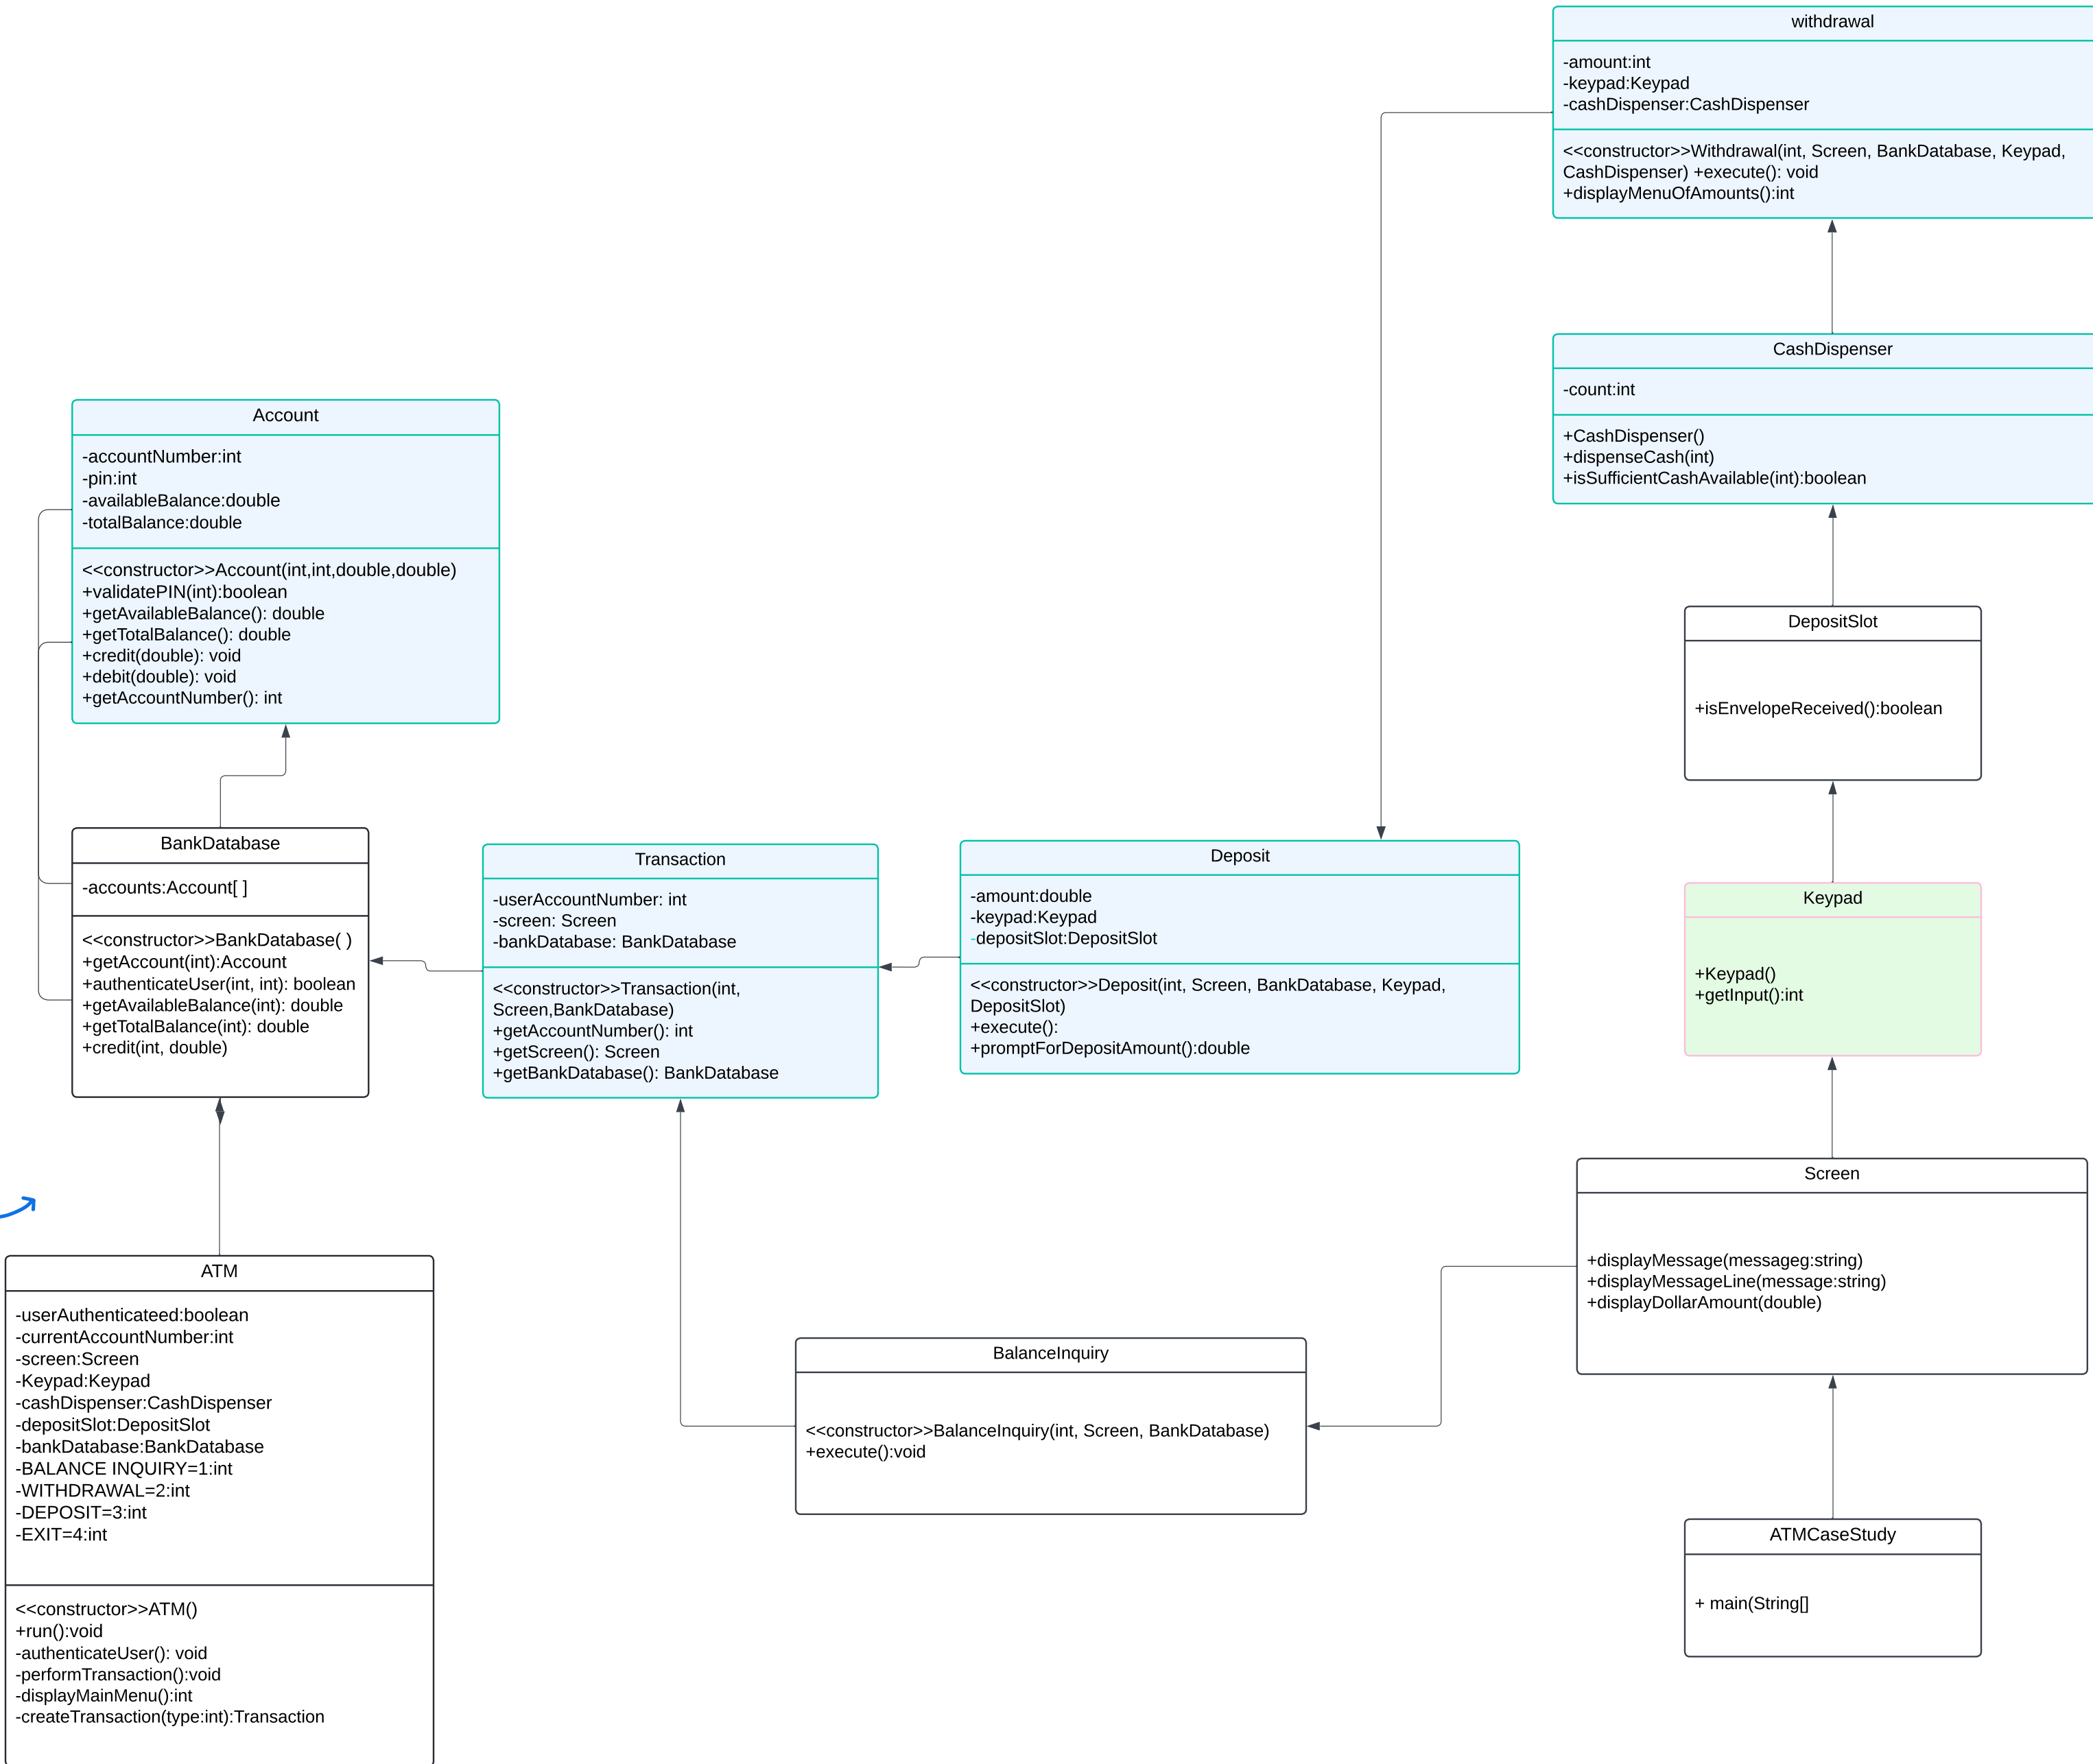 withdrawal
-amount:int
-keypad:Keypad
-cashDispenser:CashDispenser
<<constructor>>Withdrawal(int, Screen, BankDatabase, Keypad,
CashDispenser) +execute(): void
+displayMenuOfAmounts():int
CashDispenser
-count:int
+CashDispenser()
+dispenseCash(int)
+isSufficientCashAvailable(int):boolean
Account
-accountNumber:int
-pin:int
-availableBalance:double
-totalBalance:double
<<constructor>>Account(int,int,double,double)
+validatePIN(int):boolean
+getAvailableBalance(): double
+getTotalBalance(): double
+credit(double): void
+debit(double): void
+getAccountNumber(): int
DepositSlot
+isEnvelopeReceived():boolean
BankDatabase
-accounts:Account[ ]
<<constructor>>BankDatabase( )
+getAccount(int):Account
+authenticateUser(int, int): boolean
+getAvailableBalance(int): double
+getTotalBalance(int): double
+credit(int, double)
Transaction
-userAccountNumber: int
-screen: Screen
-bankDatabase: BankDatabase
<<constructor>>Transaction(int,
Screen,BankDatabase)
+getAccountNumber(): int
+getScreen(): Screen
+getBankDatabase(): BankDatabase
Deposit
-amount:double
-keypad:Keypad
-depositSlot:DepositSlot
<<constructor>>Deposit(int, Screen, BankDatabase, Keypad,
DepositSlot)
+execute():
+promptForDepositAmount():double
Keypad
+Keypad()
+getInput():int
Screen
+displayMessage(messageg:string)
+displayMessageLine(message:string)
+displayDollarAmount(double)
ATM
-userAuthenticateed:boolean
-currentAccountNumber:int
-screen:Screen
-Keypad:Keypad
-cashDispenser:CashDispenser
-depositSlot:DepositSlot
-bankDatabase:BankDatabase
-BALANCE INQUIRY=1:int
-WITHDRAWAL=2:int
-DEPOSIT=3:int
-EXIT=4:int
<<constructor>>ATM()
+run():void
-authenticateUser(): void
-performTransaction():void
-displayMainMenu():int
-createTransaction(type:int):Transaction
BalanceInquiry
<<constructor>>BalanceInquiry(int, Screen, BankDatabase)
+execute():void
ATMCaseStudy
+ main(String[]